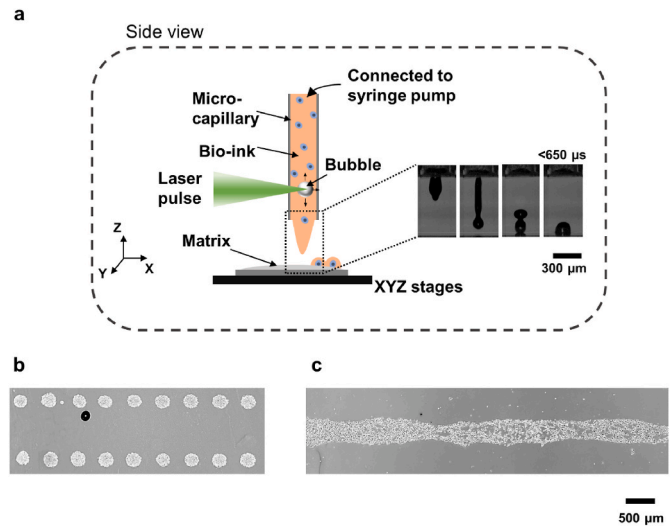 a
Side view
Connected to
syringe pump
Micro-
capillary
Bio-ink
Bubble
Laser
pulse
<650 µs
Matrix
Z
Y
X
XYZ stages
300 µm
b
c
500 µm